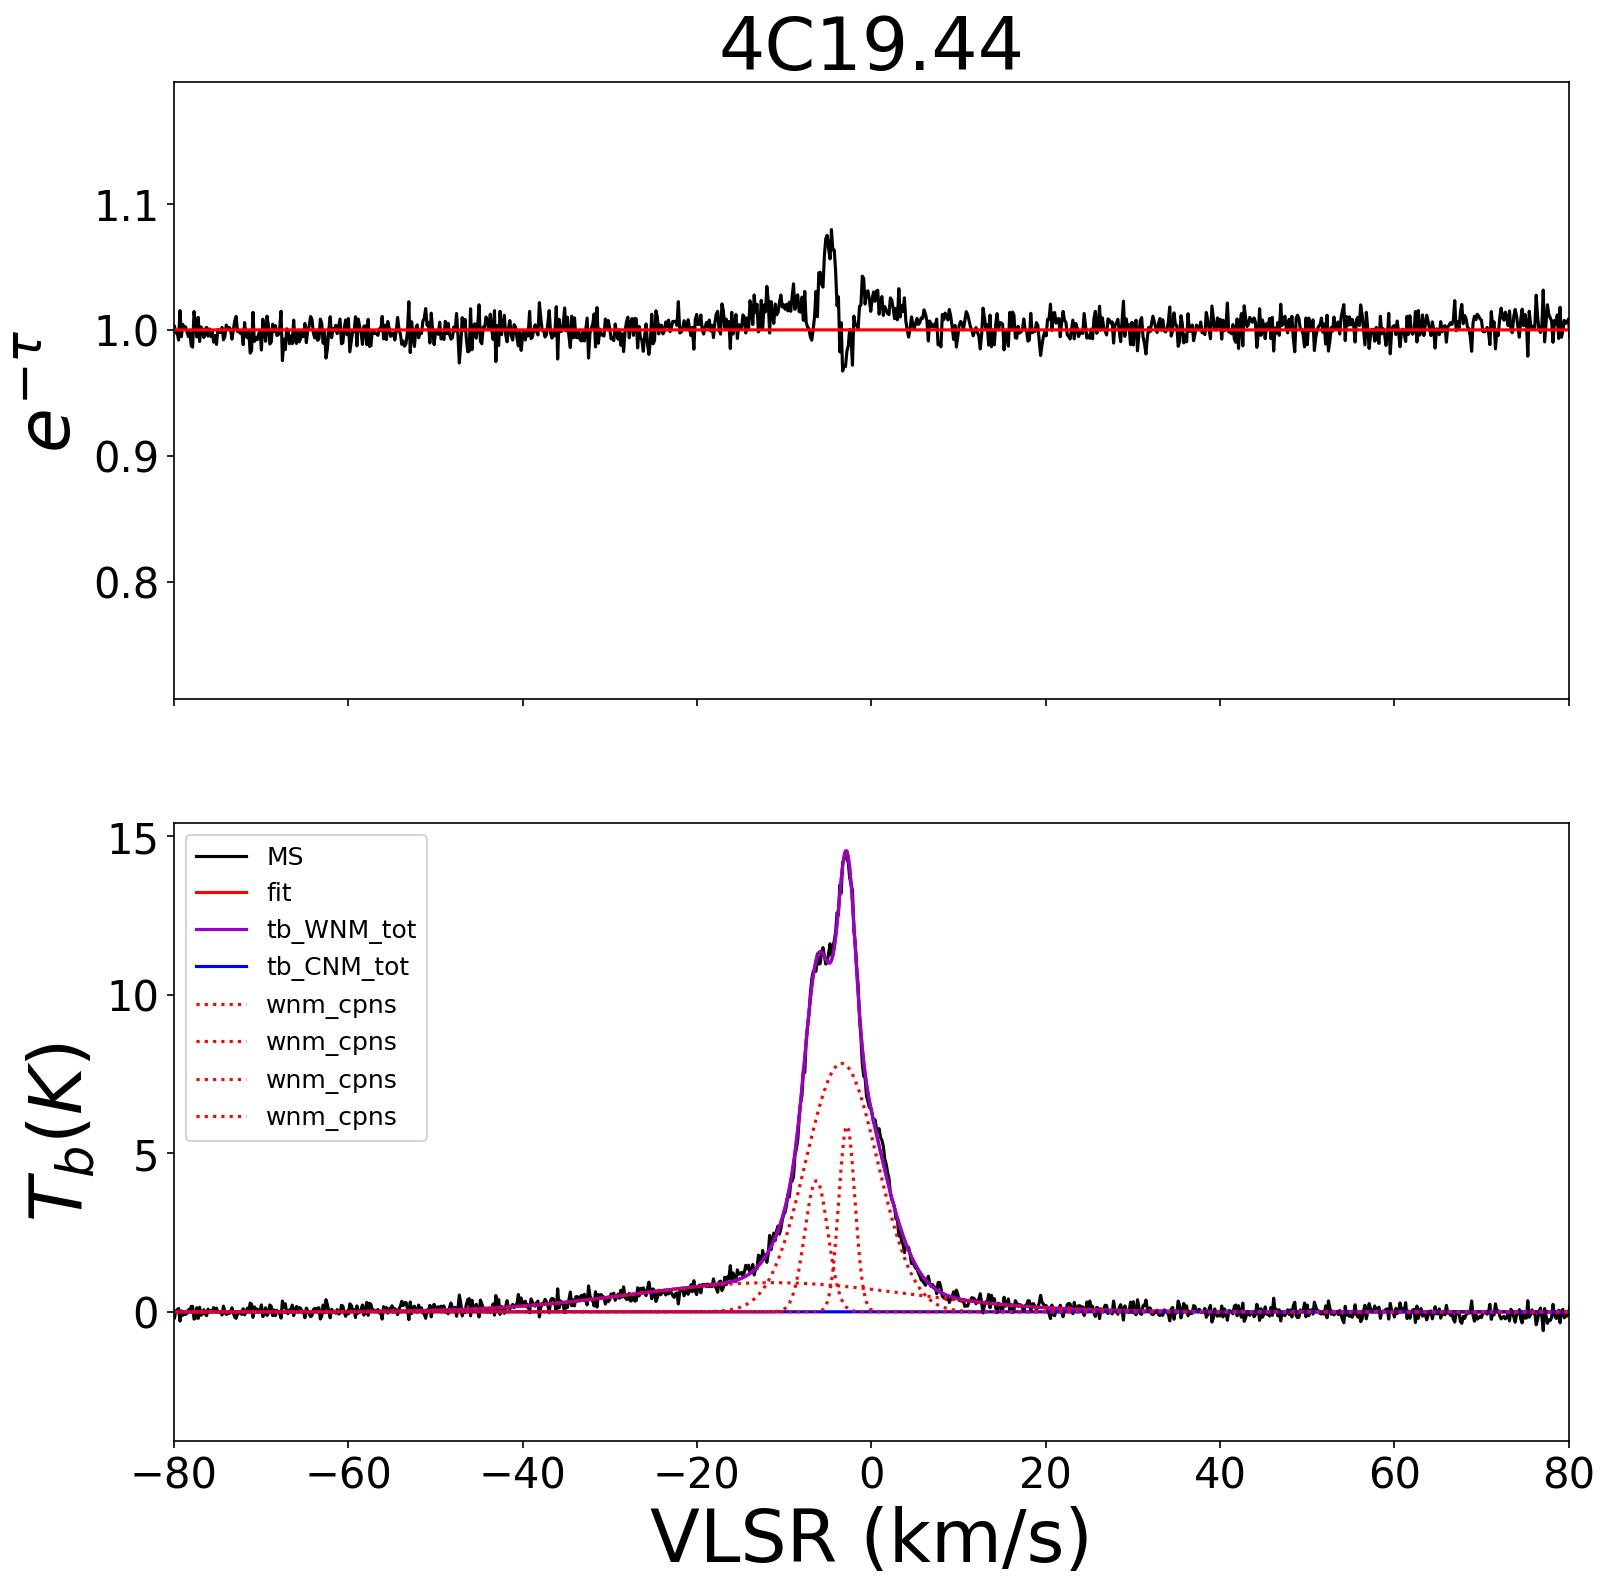 4C19.44
1.1
1.0
0.9
0.8
e^{-τ}
15
10
5
0
T_b(K)
MS
fit
tb_WNM_tot
tb_CNM_tot
wnm_cpns
wnm_cpns
wnm_cpns
wnm_cpns
−80 −60 −40 −20 0 20 40 60 80
VLSR (km/s)